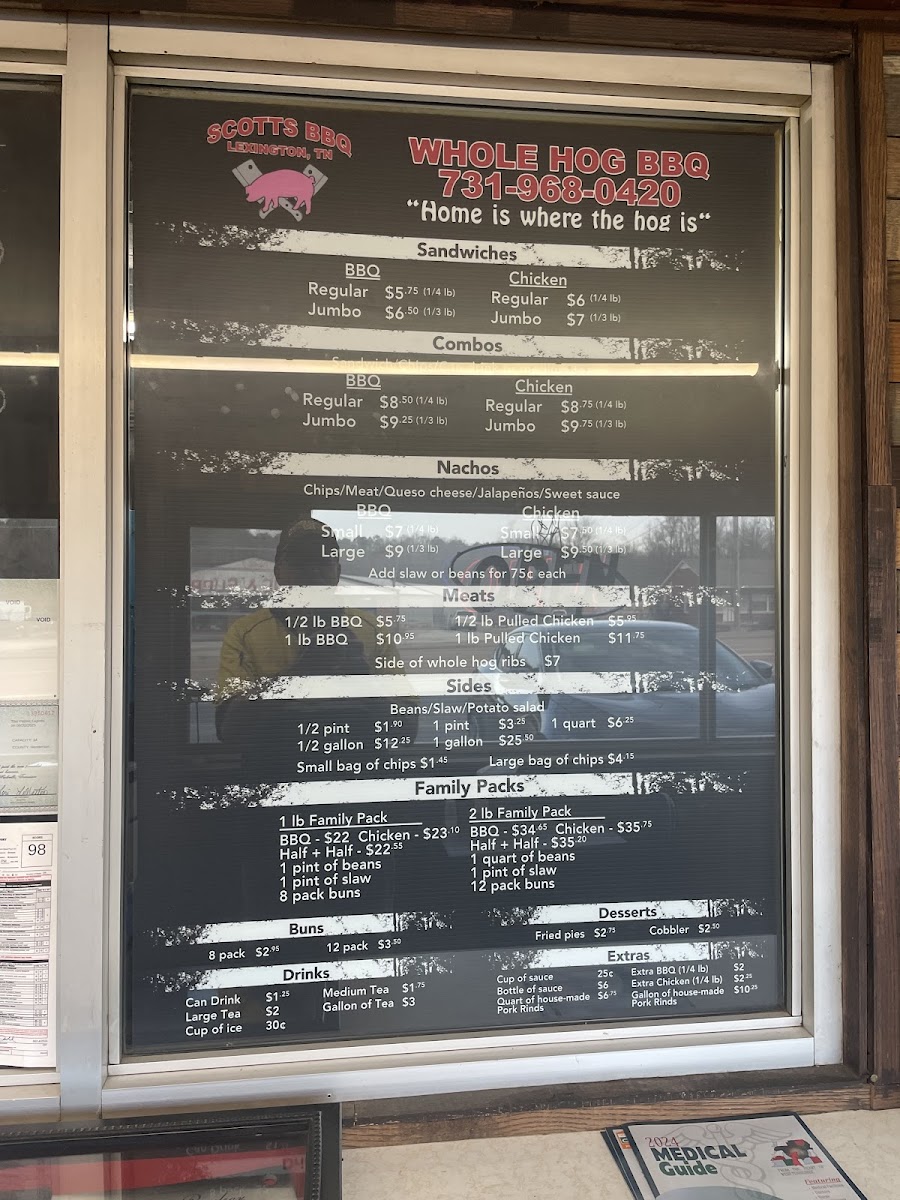 SCOTTS BBQ
LEXINGTON, TN
WHOLE HOG BBQ
731-968-0420
"Home is where the hog is"
Sandwiches
BBQ
Regular $5.75 (1/4 lb)
Jumbo $6.50 (1/3 lb)
Chicken
Regular $6 (1/4 lb)
Jumbo $7 (1/3 lb)
Combos
BBQ
Regular $8.50 (1/4 lb)
Jumbo $9.25 (1/3 lb)
Chicken
Regular $8.75 (1/4 lb)
Jumbo $9.75 (1/3 lb)
Nachos
Chips/Meat/Queso cheese/Jalapeños/Sweet sauce
BBQ
Small $7 (1/4 lb)
Large $9 (1/3 lb)
Chicken
Small $7.50 (1/4 lb)
Large $9.50 (1/3 lb)
Add slaw or beans for 75¢ each
OPEN
Meats
1/2 lb BBQ $5.75
1 lb BBQ $10.95
1/2 lb Pulled Chicken $5.95
1 lb Pulled Chicken $11.75
Side of whole hog ribs $7
Sides
Beans/Slaw/Potato salad
1/2 pint $1.90 1 pint $3.25 1 quart $6.25
1/2 gallon $12.25 1 gallon $25.50
Small bag of chips $1.45 Large bag of chips $4.15
Family Packs
1 lb Family Pack
BBQ - $22 Chicken - $23.10
Half + Half - $22.55
1 pint of beans
1 pint of slaw
8 pack buns
2 lb Family Pack
BBQ - $34.65 Chicken - $35.75
Half + Half - $35.20
1 quart of beans
1 pint of slaw
12 pack buns
Buns
8 pack $2.95 12 pack $3.50
Drinks
Can Drink $1.25
Large Tea $2
Cup of ice 30¢
Medium Tea $1.75
Gallon of Tea $3
Desserts
Fried pies $2.75 Cobbler $2.50
Extras
Cup of sauce 25¢
Bottle of sauce $6
Quart of house-made $6.75
Pork Rinds
Extra BBQ (1/4 lb) $2
Extra Chicken (1/4 lb) $2.25
Gallon of house-made $10.25
Pork Rinds
VOID
VOID
98
2024
MEDICAL
Guide
Featuring